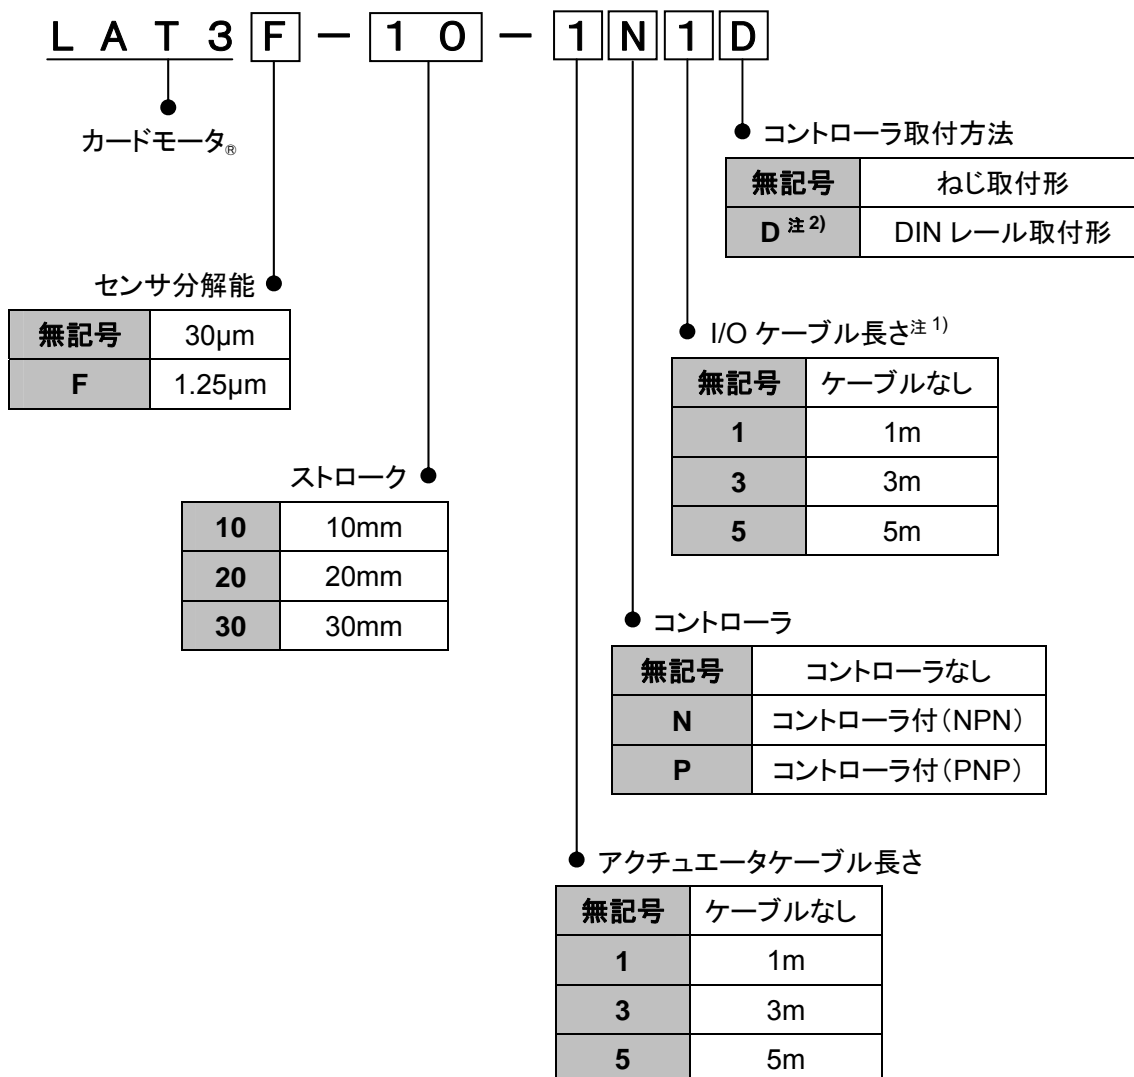 LAT3F－10－1N1D
カードモータ®
コントローラ取付方法
無記号 ねじ取付形
D 注2) DIN レール取付形
センサ分解能
無記号 30µm
F 1.25µm
I/O ケーブル長さ注1)
無記号 ケーブルなし
1 1m
3 3m
5 5m
ストローク
10 10mm
20 20mm
30 30mm
コントローラ
無記号 コントローラなし
N コントローラ付（NPN）
P コントローラ付（PNP）
アクチュエータケーブル長さ
無記号 ケーブルなし
1 1m
3 3m
5 5m